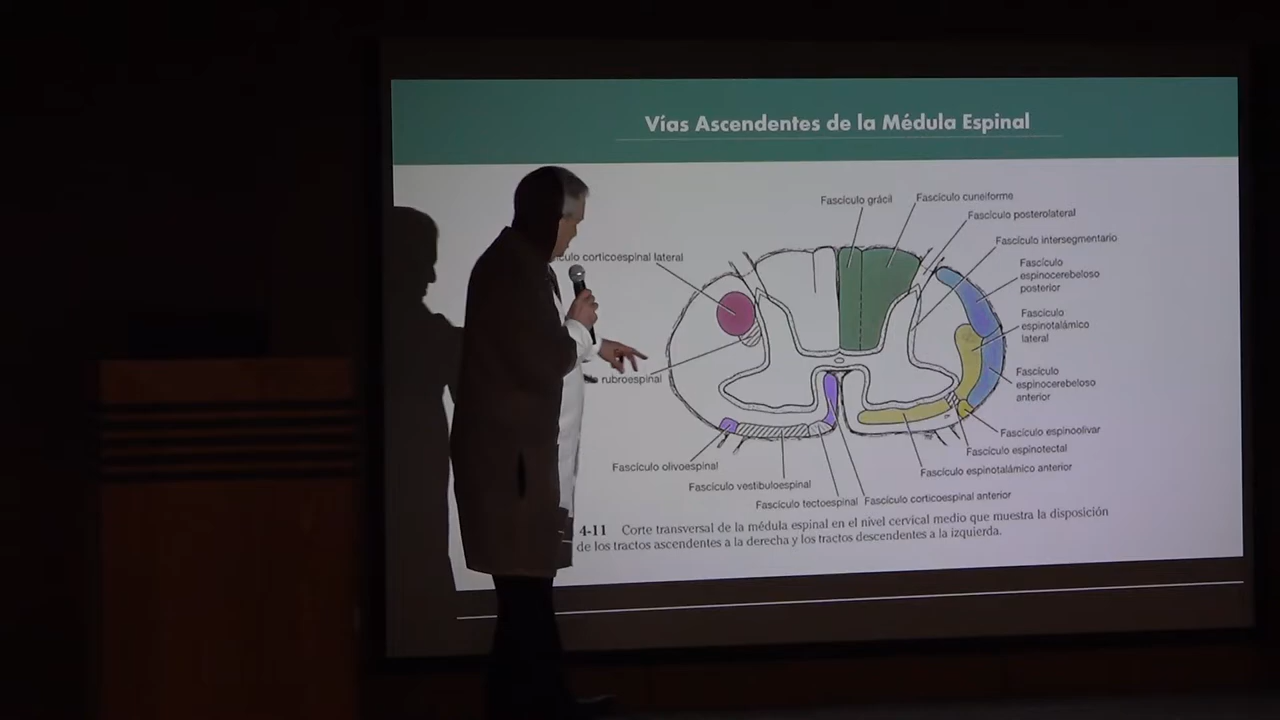 Vías Ascendentes de la Médula Espinal
Fascículo grácil
Fascículo cuneiforme
Fascículo posterolateral
Fascículo intersegmentario
Fascículo
espinocerebeloso
posterior
Fascículo
espinotalámico
lateral
Fascículo
espinocerebeloso
anterior
Fascículo espinoolivar
Fascículo espinotectal
Fascículo espinotalámico anterior
corticoespinal lateral
rubroespinal
Fascículo olivoespinal
Fascículo vestibuloespinal
Fascículo tectoespinal
Fascículo corticoespinal anterior
4-11 Corte transversal de la médula espinal en el nivel cervical medio que muestra la disposición
de los tractos ascendentes a la derecha y los tractos descendentes a la izquierda.